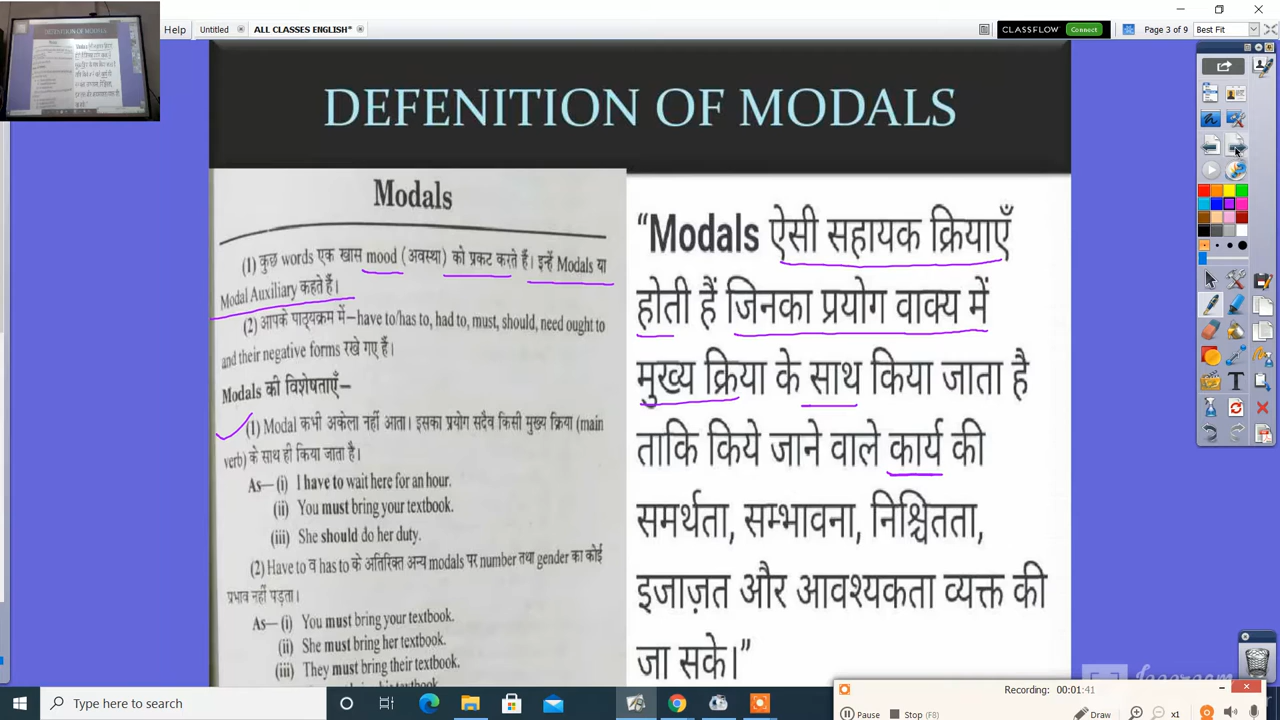 Help
Untitled
ALL CLASSES ENGLISH*
CLASSFLOW
Connect
Page 3 of 9
Best Fit
DEFENITION OF MODALS
Modals
(1) कुछ words एक खास mood (अवस्था) को प्रकट करते हैं। इन्हें Modals या
Modal Auxiliary कहते हैं।
(2) आपके पाठ्यक्रम में—have to/has to, had to, must, should, need ought to
and their negative forms रखे गए हैं।
Modals की विशेषताएँ—
(1) Modal कभी अकेला नहीं आता। इसका प्रयोग सदैव किसी मुख्य क्रिया (main
verb) के साथ ही किया जाता है।
As—(i) I have to wait here for an hour.
(ii) You must bring your textbook.
(iii) She should do her duty.
(2) Have to व has to के अतिरिक्त अन्य modals पर number तथा gender का कोई
प्रभाव नहीं पड़ता।
As—(i) You must bring your textbook.
(ii) She must bring her textbook.
(iii) They must bring their textbook.
“Modals ऐसी सहायक क्रियाएँ
होती हैं जिनका प्रयोग वाक्य में
मुख्य क्रिया के साथ किया जाता है
ताकि किये जाने वाले कार्य की
समर्थता, सम्भावना, निश्चितता,
इजाज़त और आवश्यकता व्यक्त की
जा सके।”
Type here to search
Recording: 00:01:41
Pause
Stop (F8)
Draw
x1